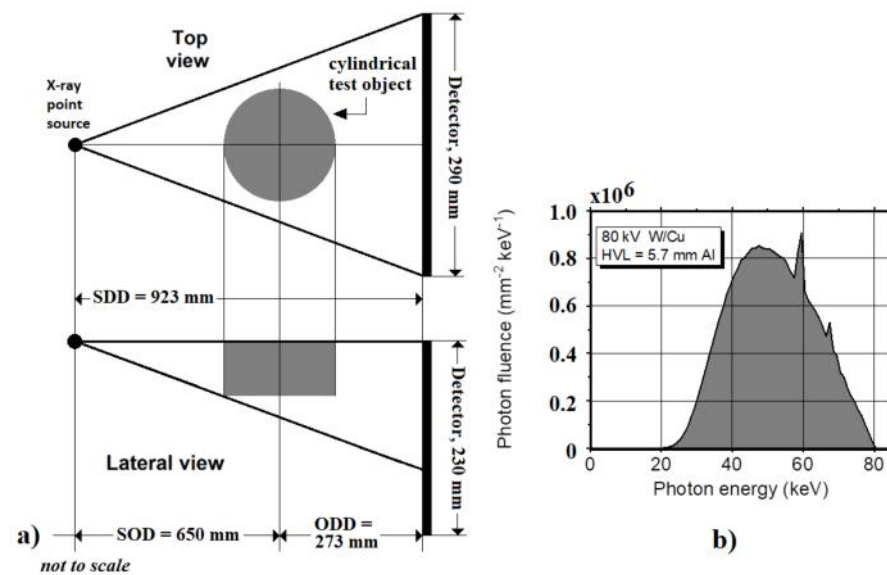 Top
view
cylindrical
test object
X-ray
point
source
Detector, 290 mm
SDD = 923 mm
Detector, 230 mm
Lateral view
a)
SOD = 650 mm
ODD =
273 mm
not to scale
x10⁶
1.0
0.8
0.6
0.4
0.2
0
80 kV W/Cu
HVL = 5.7 mm Al
Photon fluence (mm⁻² keV⁻¹)
0 20 40 60 80
Photon energy (keV)
b)